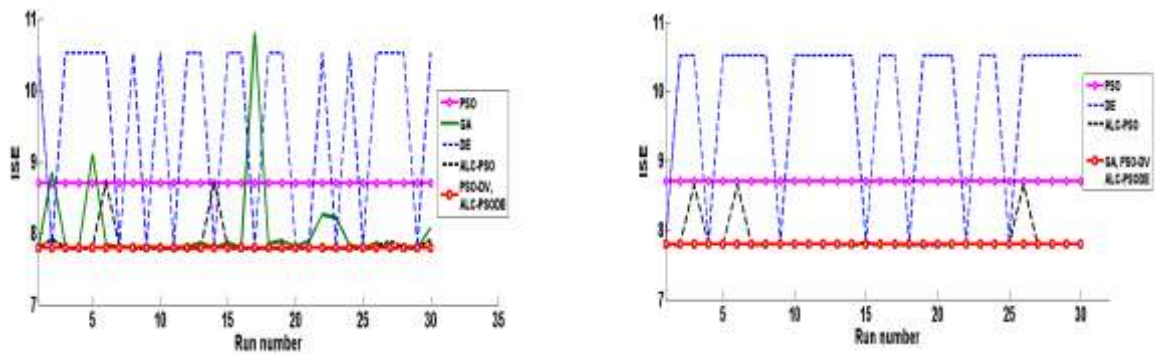 11
10
9
8
7
ISE
5
10
15
20
25
30
35
Run number
PSO
GA
DE
ALC-PSO
PSO-DV,
ALC-PSODE
11
10
9
8
7
ISE
5
10
15
20
25
30
Run number
PSO
DE
ALC-PSO
GA, PSO-DV,
ALC-PSODE